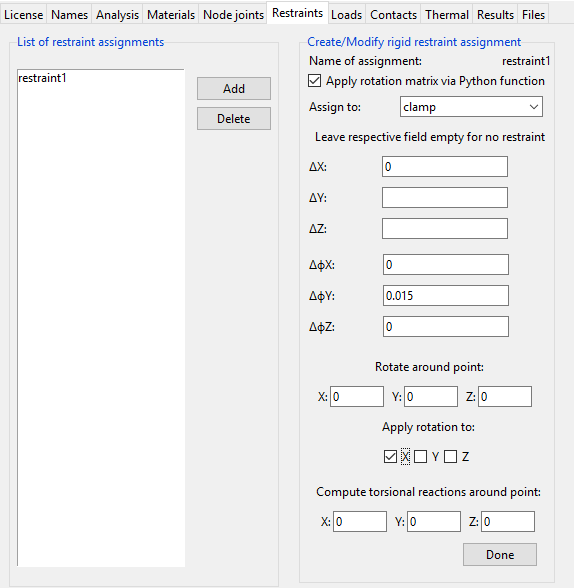 License Names Analysis Materials Node joints Restraints Loads Contacts Thermal Results Files
List of restraint assignments
restraint1
Add
Delete
Create/Modify rigid restraint assignment
Name of assignment: restraint1
Apply rotation matrix via Python function
Assign to: clamp
Leave respective field empty for no restraint
ΔX: 0
ΔY:
ΔZ:
ΔϕX: 0
ΔϕY: 0.015
ΔϕZ: 0
Rotate around point:
X: 0 Y: 0 Z: 0
Apply rotation to:
X Y Z
Compute torsional reactions around point:
X: 0 Y: 0 Z: 0
Done